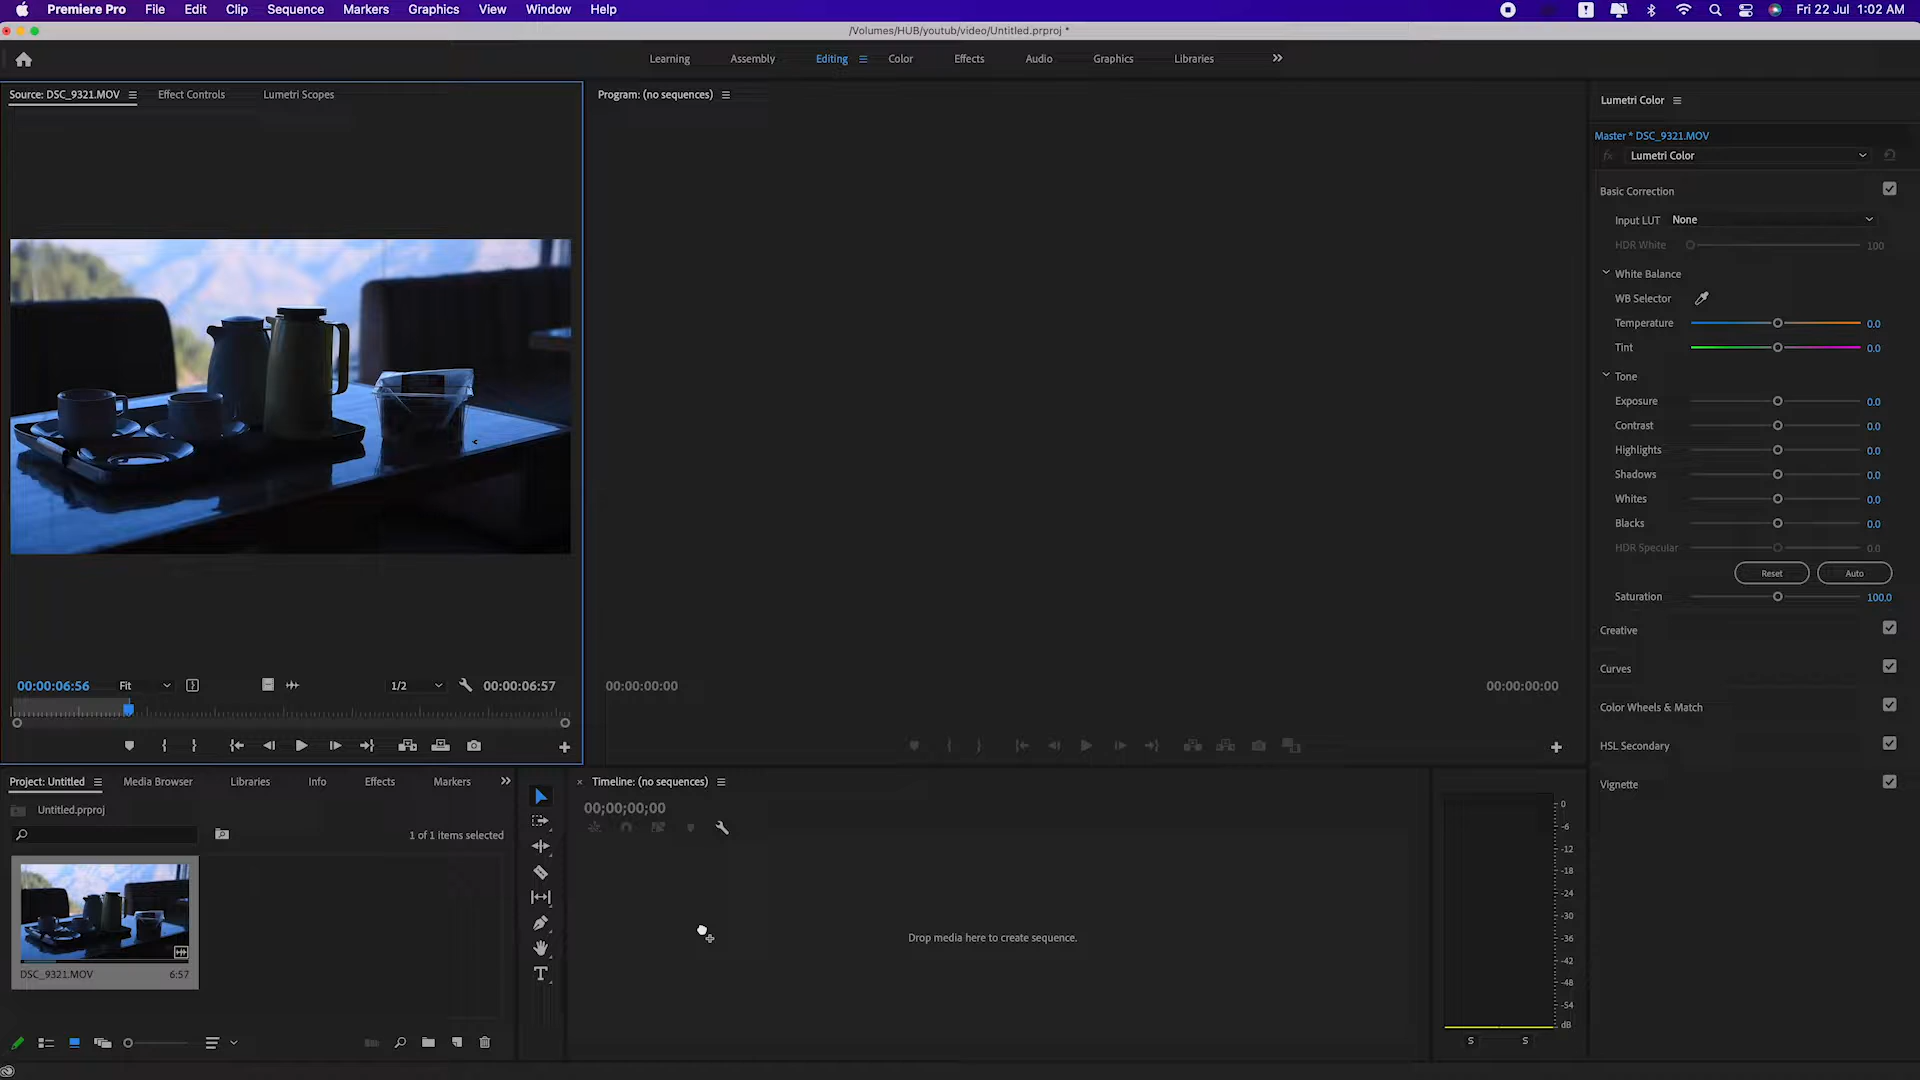 Premiere Pro File Edit Clip Sequence Markers Graphics View Window Help Fri 22 Jul 1:02 AM
/Volumes/HUB/youtub/video/Untitled.prproj *
Learning Assembly Editing Color Effects Audio Graphics Libraries
Source: DSC_9321.MOV Effect Controls Lumetri Scopes Program: (no sequences)
Lumetri Color
Master * DSC_9321.MOV
fx Lumetri Color
Basic Correction
Input LUT None
HDR White 100
White Balance
WB Selector
Temperature 0.0
Tint 0.0
Tone
Exposure 0.0
Contrast 0.0
Highlights 0.0
Shadows 0.0
Whites 0.0
Blacks 0.0
HDR Specular 0.0
Reset Auto
Saturation 100.0
Creative
Curves
Color Wheels & Match
HSL Secondary
Vignette
00:00:06:56 Fit 1/2 00:00:06:57 00:00:00:00 00:00:00:00
Project: Untitled Media Browser Libraries Info Effects Markers
Untitled.prproj
1 of 1 items selected
DSC_9321.MOV 6:57
× Timeline: (no sequences)
00;00;00;00
Drop media here to create sequence.
0
-6
-12
-18
-24
-30
-36
-42
-48
-54
dB
S S